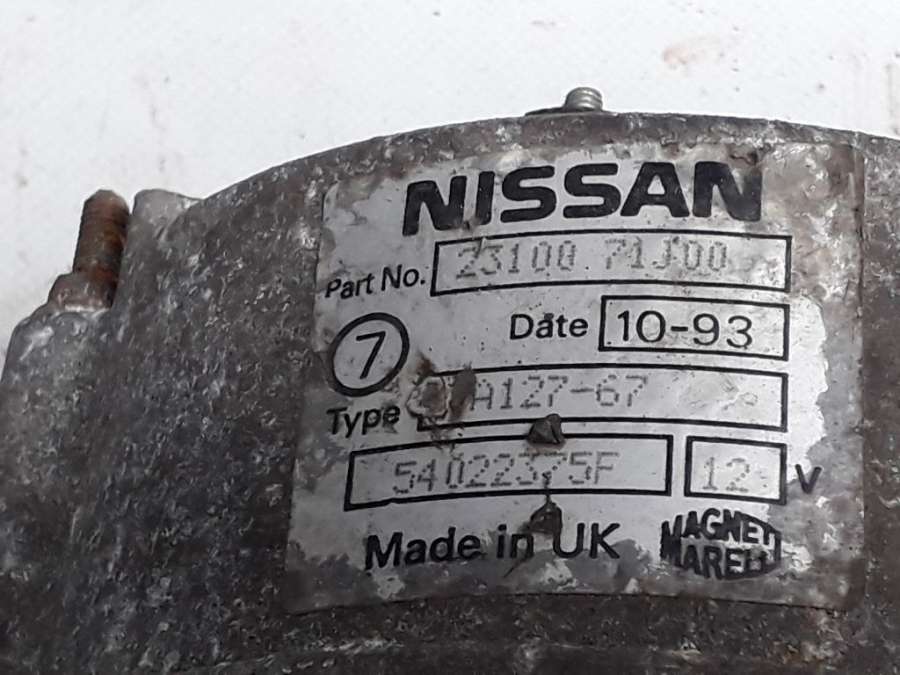 NISSAN
Part No. 23100 71J00
7 Date 10-93
Type A127-67
54022375F 12 V
Made in UK MAGNETI MARELLI